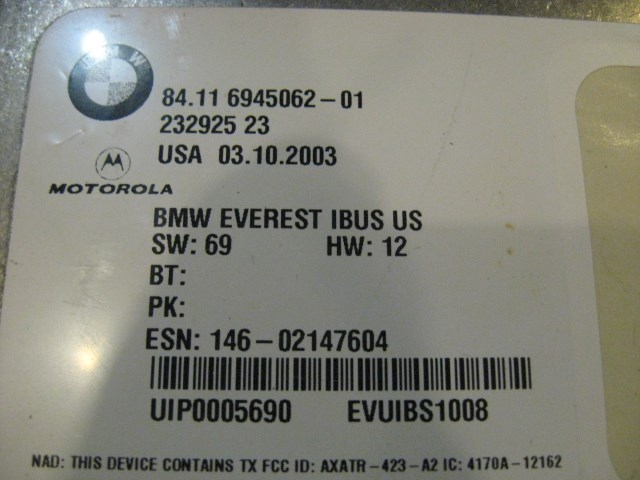 BMW
84.11 6945062-01
232925 23
USA 03.10.2003
MOTOROLA
BMW EVEREST IBUS US
SW: 69 HW: 12
BT:
PK:
ESN: 146-02147604
UIP0005690 EVUIBS1008
NAD: THIS DEVICE CONTAINS TX FCC ID: AXATR-423-A2 IC: 4170A-12162